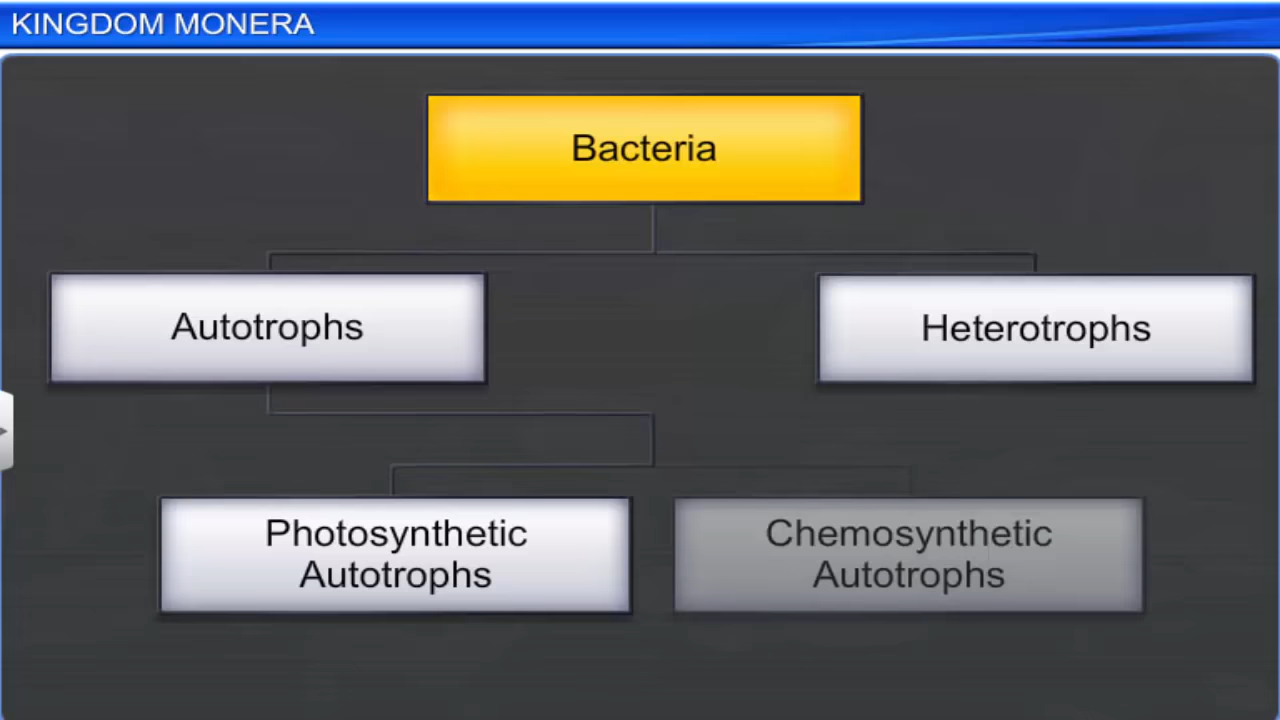 KINGDOM MONERA
Bacteria
Autotrophs
Heterotrophs
Photosynthetic
Autotrophs
Chemosynthetic
Autotrophs